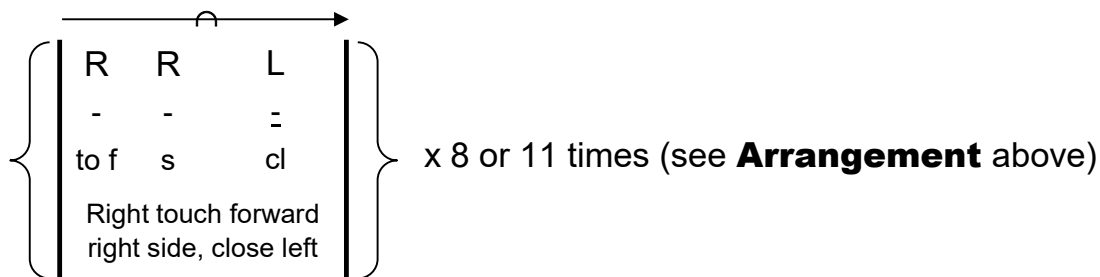 R R L
- - -
to f s cl
Right touch forward
right side, close left
x 8 or 11 times (see Arrangement above)